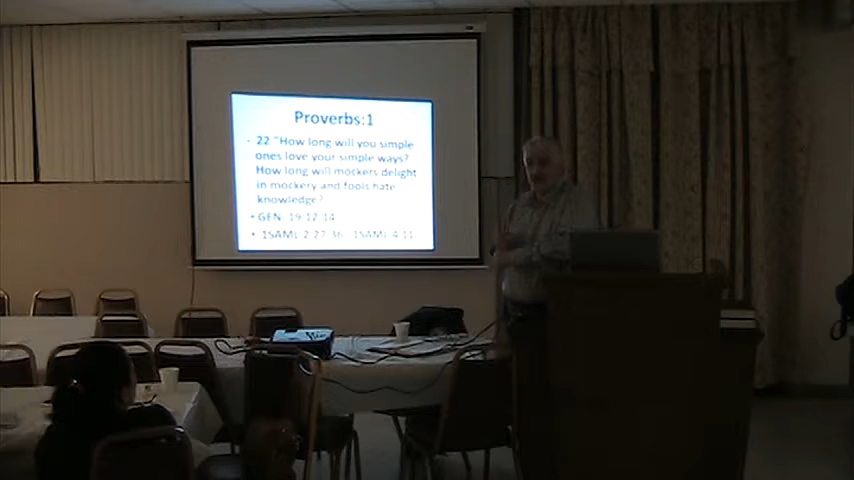 Proverbs:1
• 22 "How long will you simple
ones love your simple ways?
How long will mockers delight
in mockery and fools hate
knowledge?
• GEN: 19:12-14
• 1SAML 2:27-36, 1SAML 4:11